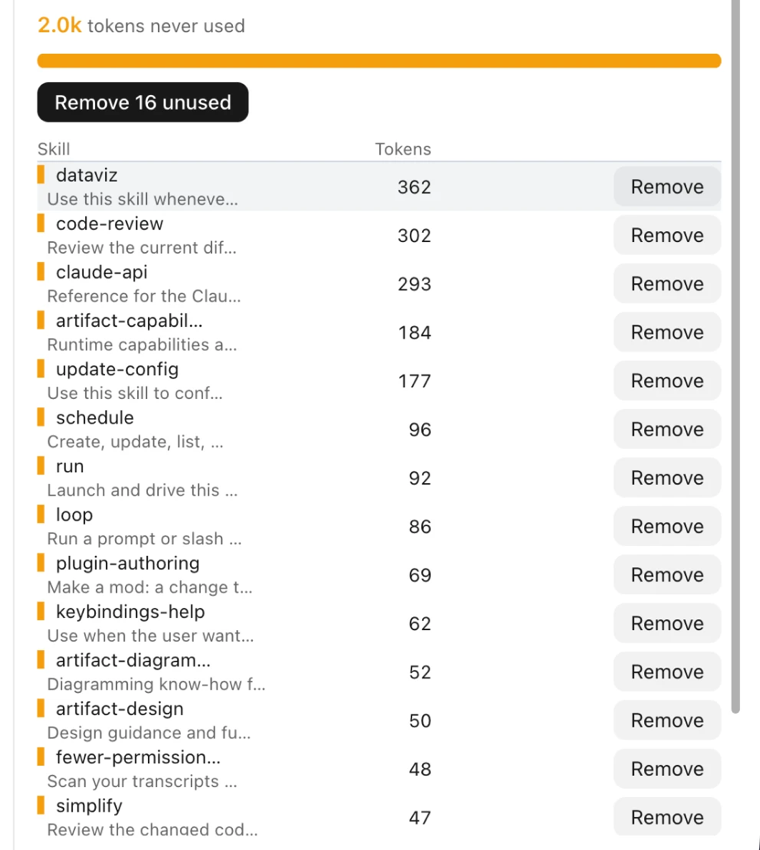 2.0k tokens never used
Remove 16 unused
Skill Tokens
dataviz
Use this skill wheneve...
362 Remove
code-review
Review the current dif...
302 Remove
claude-api
Reference for the Clau...
293 Remove
artifact-capabil...
Runtime capabilities a...
184 Remove
update-config
Use this skill to conf...
177 Remove
schedule
Create, update, list, ...
96 Remove
run
Launch and drive this ...
92 Remove
loop
Run a prompt or slash ...
86 Remove
plugin-authoring
Make a mod: a change t...
69 Remove
keybindings-help
Use when the user want...
62 Remove
artifact-diagram...
Diagramming know-how f...
52 Remove
artifact-design
Design guidance and fu...
50 Remove
fewer-permission...
Scan your transcripts ...
48 Remove
simplify
Review the changed cod...
47 Remove